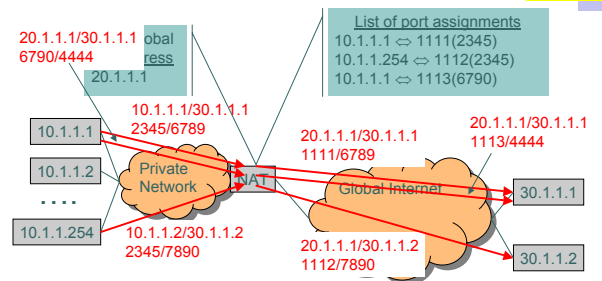 20.1.1.1/30.1.1.1
6790/4444
obal
ress
20.1.1.1
List of port assignments
10.1.1.1 ⇔ 1111(2345)
10.1.1.254 ⇔ 1112(2345)
10.1.1.1 ⇔ 1113(6790)
10.1.1.1/30.1.1.1
2345/6789
20.1.1.1/30.1.1.1
1111/6789
20.1.1.1/30.1.1.1
1113/4444
10.1.1.1
10.1.1.2
....
10.1.1.254
Private
Network
NAT
Global Internet
30.1.1.1
30.1.1.2
10.1.1.2/30.1.1.2
2345/7890
20.1.1.1/30.1.1.2
1112/7890